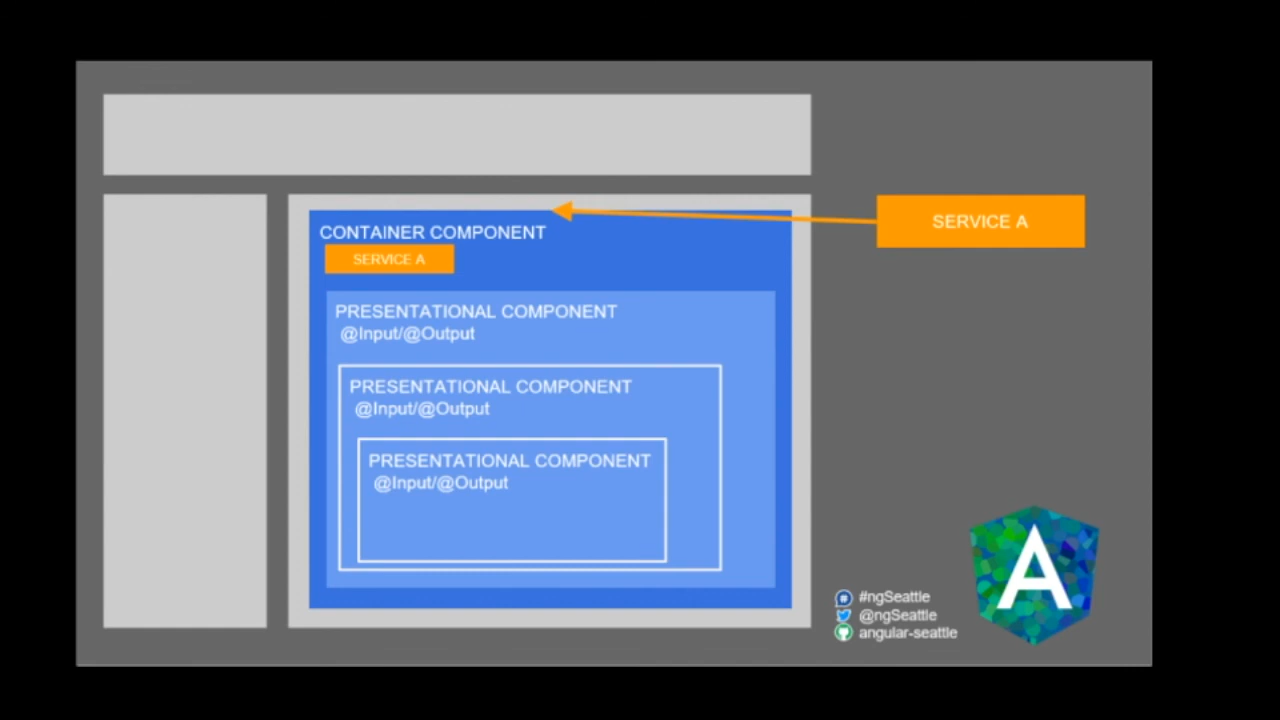 CONTAINER COMPONENT
SERVICE A
SERVICE A
PRESENTATIONAL COMPONENT
@Input/@Output
PRESENTATIONAL COMPONENT
@Input/@Output
PRESENTATIONAL COMPONENT
@Input/@Output
#ngSeattle
@ngSeattle
angular-seattle
A